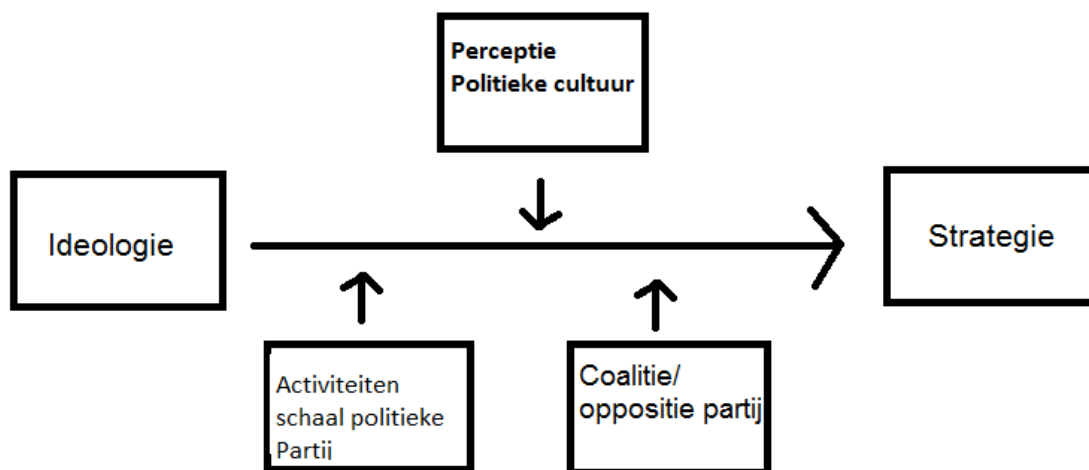 Perceptie
Politieke cultuur
Ideologie
Strategie
Activiteiten
schaal politieke
Partij
Coalitie/
oppositie partij